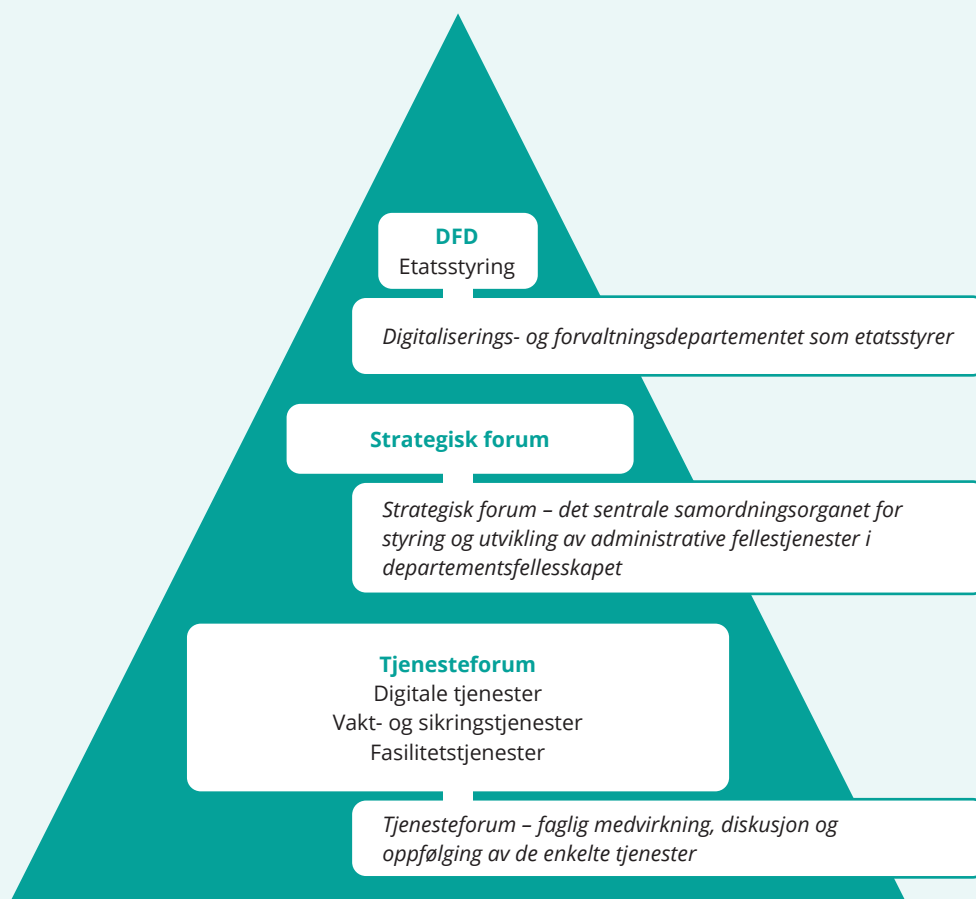 DFD
Etatsstyring
Digitaliserings- og forvaltningsdepartementet som etatsstyrer
Strategisk forum
Strategisk forum – det sentrale samordningsorganet for
styring og utvikling av administrative fellestjenester i
departementsfellesskapet
Tjenesteforum
Digitale tjenester
Vakt- og sikringstjenester
Fasilitetstjenester
Tjenesteforum – faglig medvirkning, diskusjon og
oppfølging av de enkelte tjenester